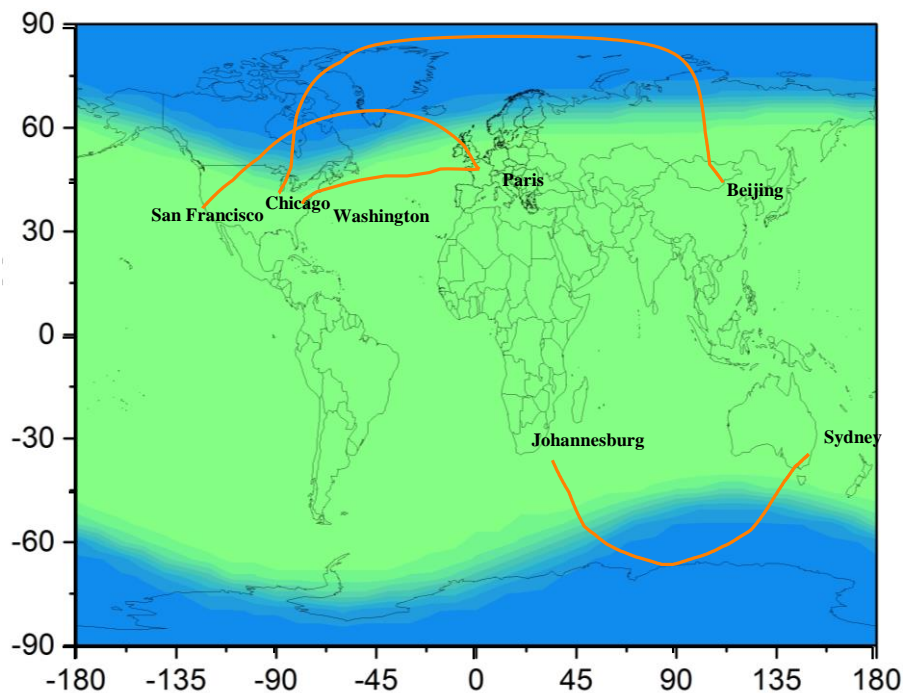 90
60
30
0
-30
-60
-90
Paris
Beijing
San Francisco
Chicago
Washington
Johannesburg
Sydney
-180
-135
-90
-45
0
45
90
135
180